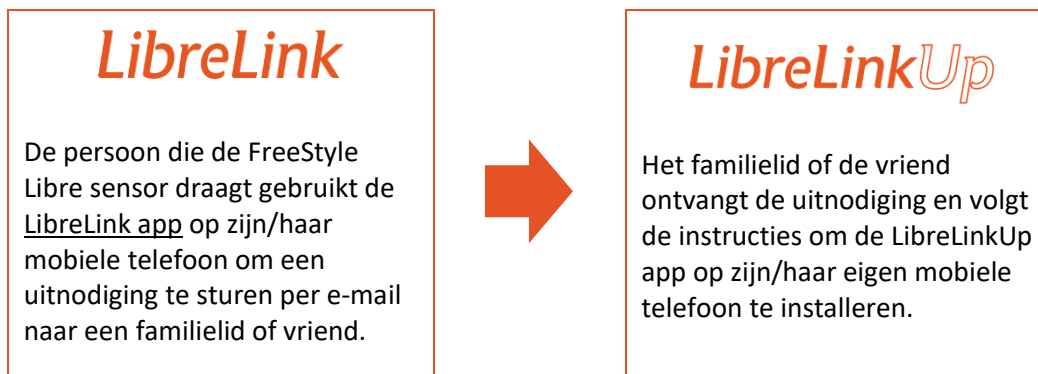 LibreLink
De persoon die de FreeStyle
Libre sensor draagt gebruikt de
LibreLink app op zijn/haar
mobiele telefoon om een
uitnodiging te sturen per e-mail
naar een familielid of vriend.
LibreLinkUp
Het familielid of de vriend
ontvangt de uitnodiging en volgt
de instructies om de LibreLinkUp
app op zijn/haar eigen mobiele
telefoon te installeren.